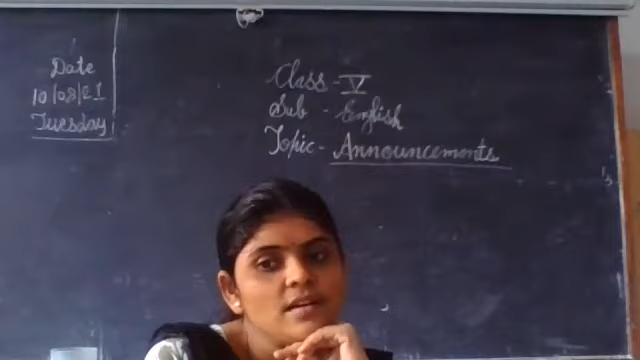 Date
10/08/21
Tuesday
Class - V
Sub - English
Topic - Announcements